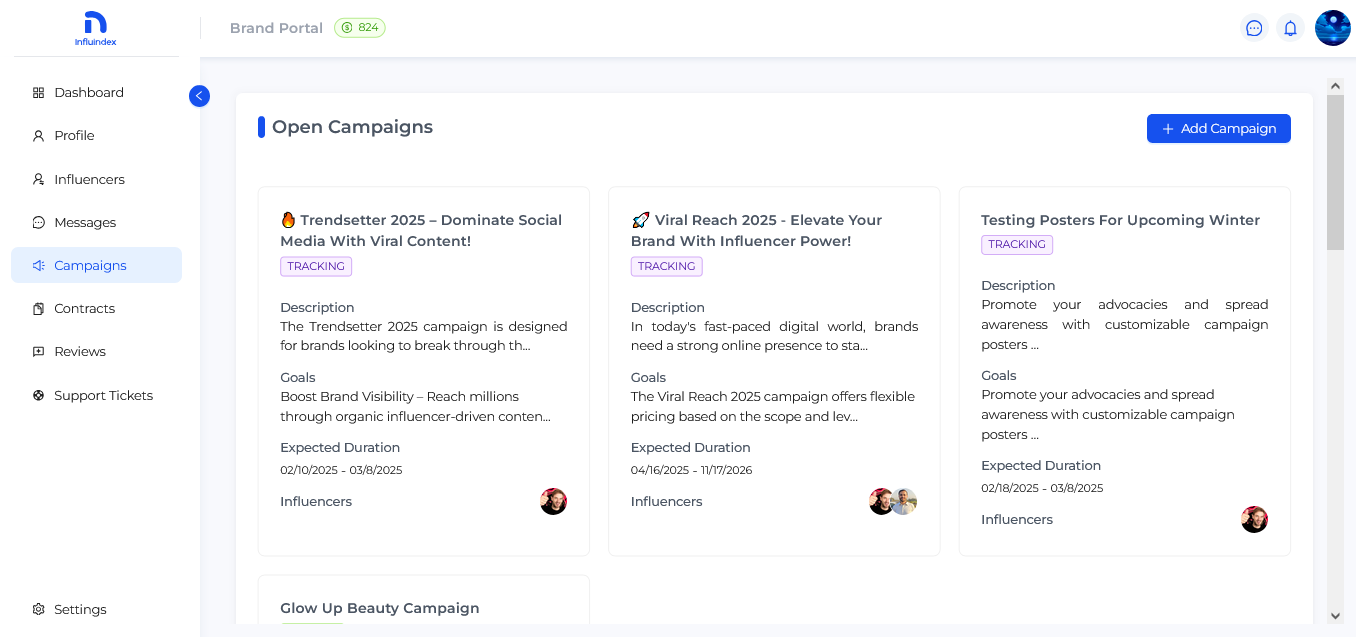 influindex
Brand Portal
824
Dashboard
Profile
Influencers
Messages
Campaigns
Contracts
Reviews
Support Tickets
Settings
Open Campaigns
Add Campaign
🔥 Trendsetter 2025 – Dominate Social
Media With Viral Content!
TRACKING
Description
The Trendsetter 2025 campaign is designed
for brands looking to break through th...
Goals
Boost Brand Visibility – Reach millions
through organic influencer-driven conten...
Expected Duration
02/10/2025 - 03/8/2025
Influencers
🚀 Viral Reach 2025 - Elevate Your
Brand With Influencer Power!
TRACKING
Description
In today's fast-paced digital world, brands
need a strong online presence to sta...
Goals
The Viral Reach 2025 campaign offers flexible
pricing based on the scope and lev...
Expected Duration
04/16/2025 - 11/17/2026
Influencers
Testing Posters For Upcoming Winter
TRACKING
Description
Promote your advocacies and spread
awareness with customizable campaign
posters ...
Goals
Promote your advocacies and spread
awareness with customizable campaign
posters ...
Expected Duration
02/18/2025 - 03/8/2025
Influencers
Glow Up Beauty Campaign